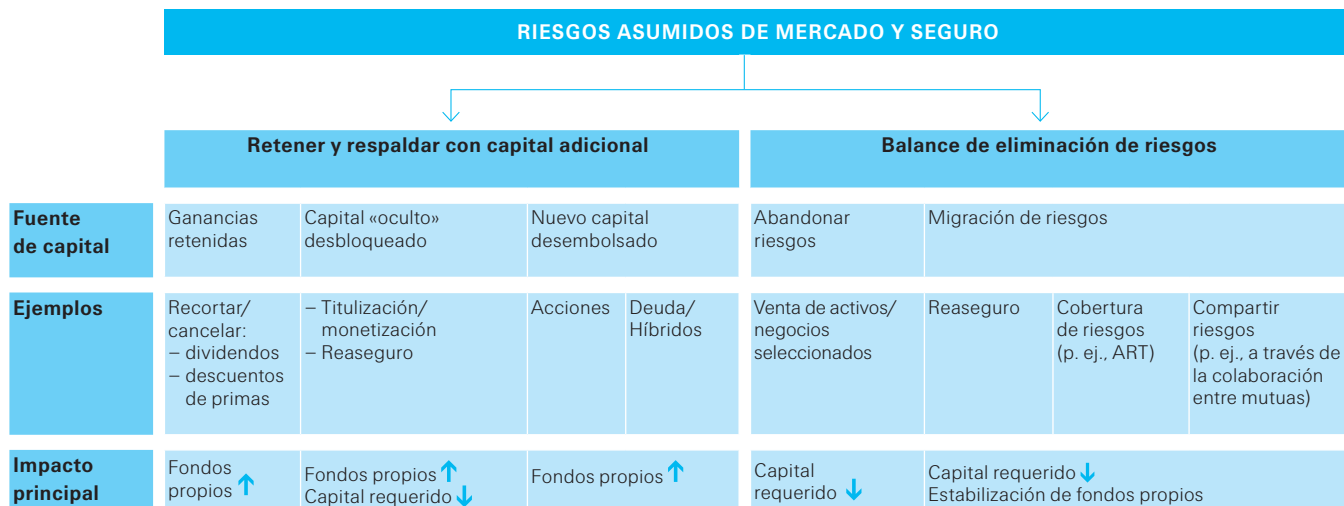 RIESGOS ASUMIDOS DE MERCADO Y SEGURO
Retener y respaldar con capital adicional
Balance de eliminación de riesgos
Fuente
de capital
Ganancias
retenidas
Capital «oculto»
desbloqueado
Nuevo capital
desembolsado
Abandonar
riesgos
Migración de riesgos
Ejemplos
Recortar/
cancelar:
– dividendos
– descuentos
de primas
– Titulización/
monetización
– Reaseguro
Acciones
Deuda/
Híbridos
Venta de activos/
negocios
seleccionados
Reaseguro
Cobertura
de riesgos
(p. ej., ART)
Compartir
riesgos
(p. ej., a través de
la colaboración
entre mutuas)
Impacto
principal
Fondos
propios ↑
Fondos propios ↑
Capital requerido ↓
Fondos propios ↑
Capital
requerido ↓
Capital requerido ↓
Estabilización de fondos propios